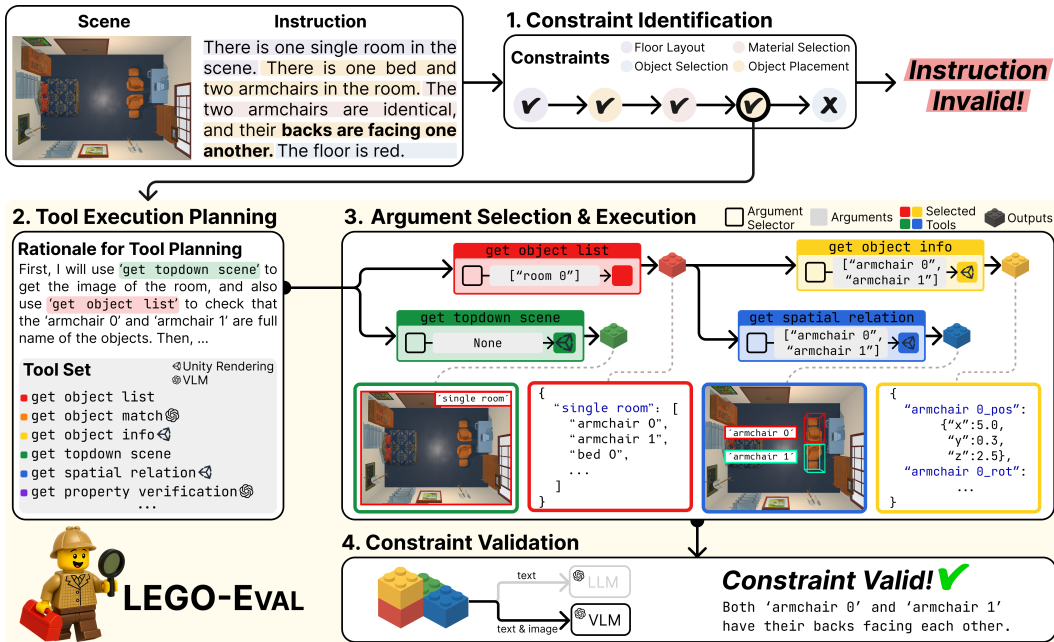 Scene
Instruction
There is one single room in the
scene. There is one bed and
two armchairs in the room. The
two armchairs are identical,
and their backs are facing one
another. The floor is red.
1. Constraint Identification
Constraints
Floor Layout
Material Selection
Object Selection
Object Placement
Instruction
Invalid!
2. Tool Execution Planning
Rationale for Tool Planning
First, I will use ‘get topdown scene’ to
get the image of the room, and also
use ‘get object list’ to check that
the ‘armchair 0’ and ‘armchair 1’ are full
name of the objects. Then, ...
Tool Set
Unity Rendering
VLM
get object list
get object match
get object info
get topdown scene
get spatial relation
get property verification
...
3. Argument Selection & Execution
Argument
Selector
Arguments
Selected
Tools
Outputs
get object list
[“room 0”]
get object info
[“armchair 0”,
“armchair 1”]
get topdown scene
None
get spatial relation
[“armchair 0”,
“armchair 1”]
‘single room’
{
“single room”: [
“armchair 0”,
“armchair 1”,
“bed 0”,
...
]
}
‘armchair 0’
‘armchair 1’
{
“armchair 0_pos”:
{“x”:5.0,
“y”:0.3,
“z”:2.5},
“armchair 0_rot”:
...
}
4. Constraint Validation
text
LLM
text & image
VLM
Constraint Valid!
Both ‘armchair 0’ and ‘armchair 1’
have their backs facing each other.
LEGO-EVAL